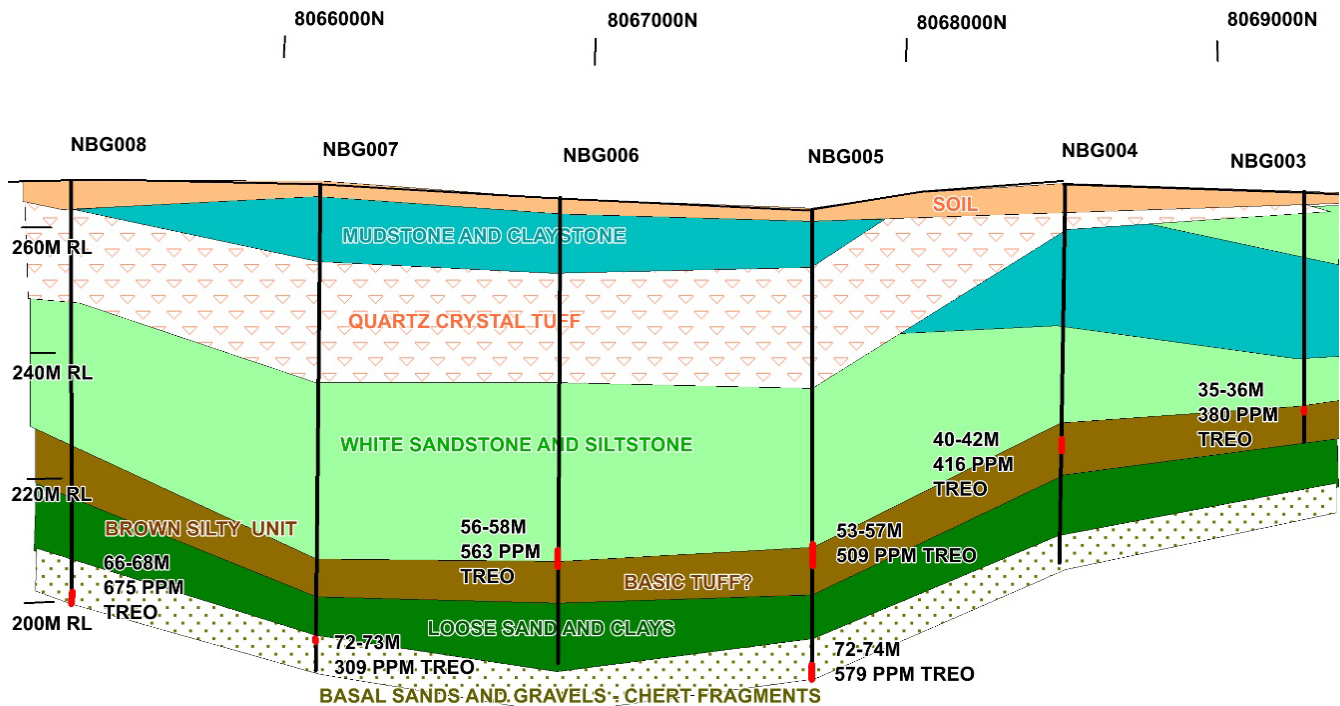 8066000N
8067000N
8068000N
8069000N
NBG008
NBG007
NBG006
NBG005
NBG004
NBG003
SOIL
260M RL
MUDSTONE AND CLAYSTONE
QUARTZ CRYSTAL TUFF
240M RL
35-36M
380 PPM
TREO
WHITE SANDSTONE AND SILTSTONE
40-42M
416 PPM
TREO
220M RL
BROWN SILTY UNIT
56-58M
563 PPM
TREO
53-57M
509 PPM TREO
66-68M
675 PPM
TREO
BASIC TUFF?
200M RL
LOOSE SAND AND CLAYS
72-73M
309 PPM TREO
72-74M
579 PPM TREO
BASAL SANDS AND GRAVELS - CHERT FRAGMENTS